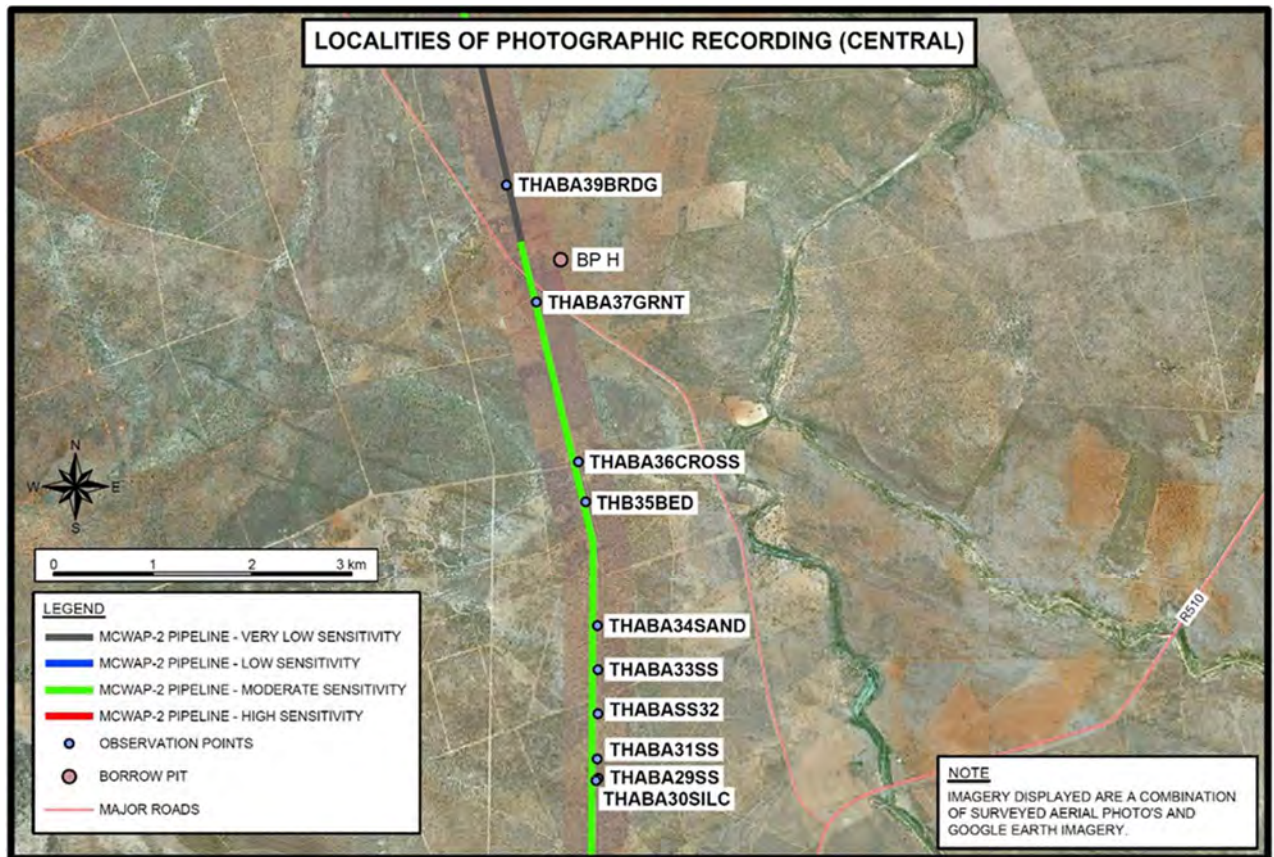 LOCALITIES OF PHOTOGRAPHIC RECORDING (CENTRAL)
THABA39BRDG
BP H
THABA37GRNT
THABA36CROSS
THB35BED
N
W E
S
0 1 2 3 km
THABA34SAND
THABA33SS
THABASS32
THABA31SS
THABA29SS
THABA30SILC
R510
LEGEND
MCWAP-2 PIPELINE - VERY LOW SENSITIVITY
MCWAP-2 PIPELINE - LOW SENSITIVITY
MCWAP-2 PIPELINE - MODERATE SENSITIVITY
MCWAP-2 PIPELINE - HIGH SENSITIVITY
OBSERVATION POINTS
BORROW PIT
MAJOR ROADS
NOTE
IMAGERY DISPLAYED ARE A COMBINATION
OF SURVEYED AERIAL PHOTO'S AND
GOOGLE EARTH IMAGERY.